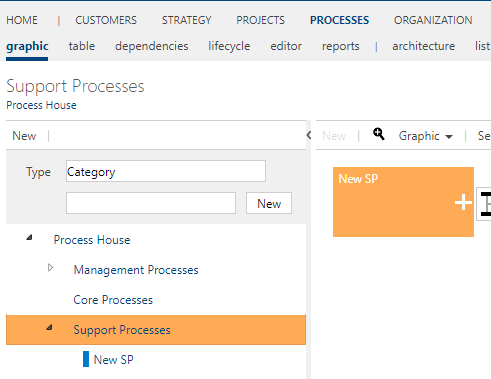 HOME | CUSTOMERS STRATEGY PROJECTS PROCESSES ORGANIZATION
graphic table dependencies lifecycle editor reports | architecture list
Support Processes
Process House
New |
New | Graphic | Se
Type Category
New
Process House
Management Processes
Core Processes
Support Processes
New SP
New SP